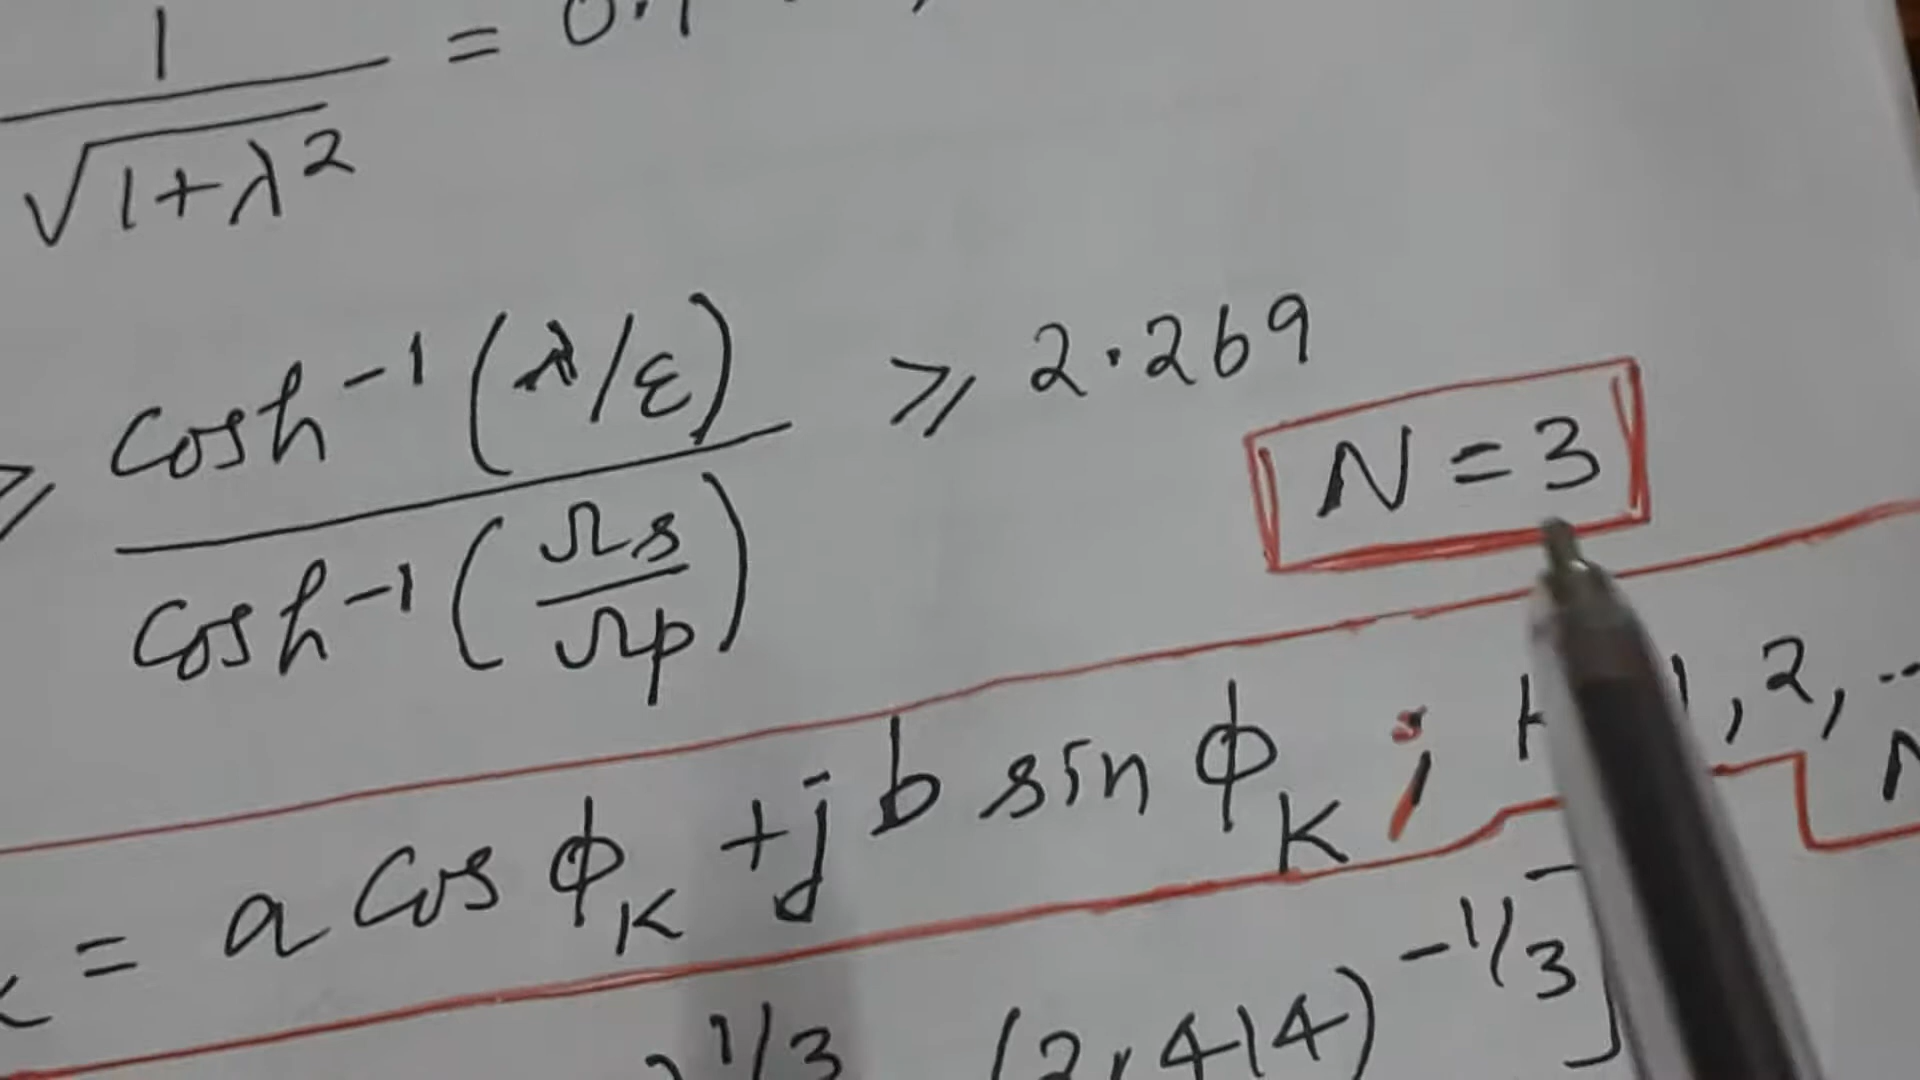 1/√(1+λ²) = 0.1
≥ cosh⁻¹(λ/ε) / cosh⁻¹(Ωs/Ωp) ≥ 2.269
N = 3
= a cos ϕK + j b sin ϕK ; 1, 2, ..
N
1/3 (2.414)^-1/3]